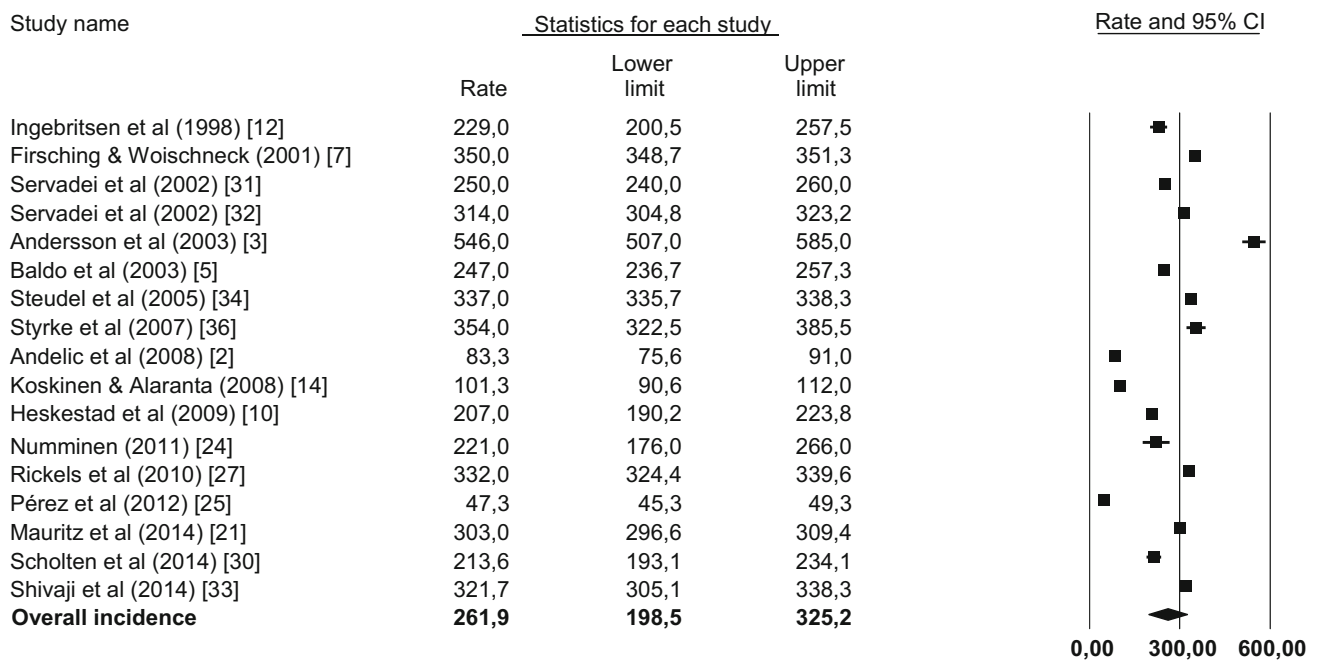 Study name Statistics for each study Rate and 95% CI
Rate Lower limit Upper limit
Ingebritsen et al (1998) [12] 229,0 200,5 257,5
Firsching & Woischneck (2001) [7] 350,0 348,7 351,3
Servadei et al (2002) [31] 250,0 240,0 260,0
Servadei et al (2002) [32] 314,0 304,8 323,2
Andersson et al (2003) [3] 546,0 507,0 585,0
Baldo et al (2003) [5] 247,0 236,7 257,3
Steudel et al (2005) [34] 337,0 335,7 338,3
Styrke et al (2007) [36] 354,0 322,5 385,5
Andelic et al (2008) [2] 83,3 75,6 91,0
Koskinen & Alaranta (2008) [14] 101,3 90,6 112,0
Heskestad et al (2009) [10] 207,0 190,2 223,8
Numminen (2011) [24] 221,0 176,0 266,0
Rickels et al (2010) [27] 332,0 324,4 339,6
Pérez et al (2012) [25] 47,3 45,3 49,3
Mauritz et al (2014) [21] 303,0 296,6 309,4
Scholten et al (2014) [30] 213,6 193,1 234,1
Shivaji et al (2014) [33] 321,7 305,1 338,3
Overall incidence 261,9 198,5 325,2
0,00 300,00 600,00